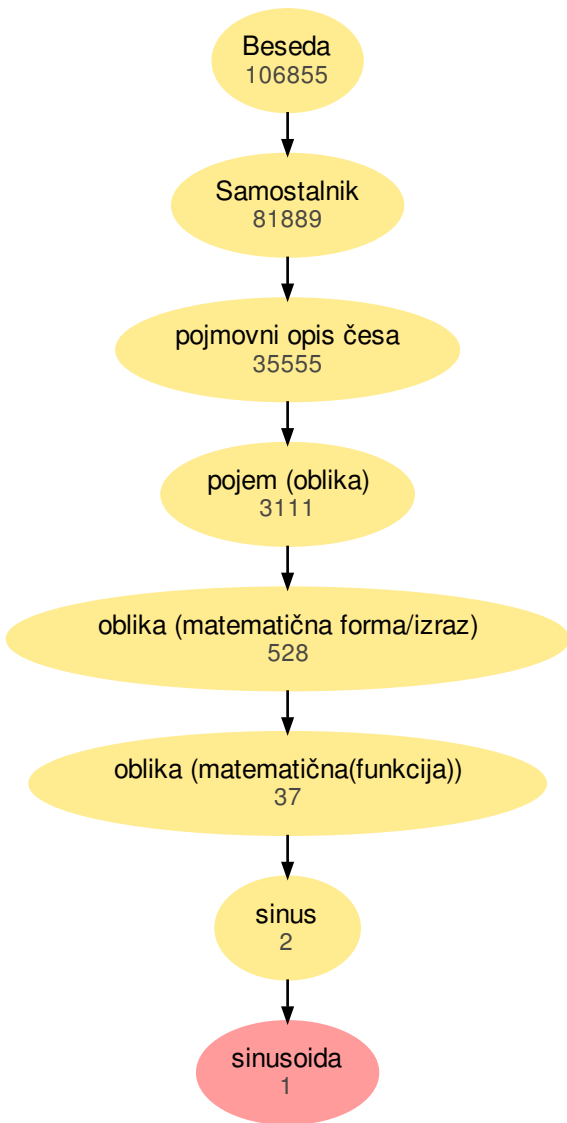 Beseda
106855
Samostalnik
81889
pojmovni opis česa
35555
pojem (oblika)
3111
oblika (matematična forma/izraz)
528
oblika (matematična(funkcija))
37
sinus
2
sinusoida
1